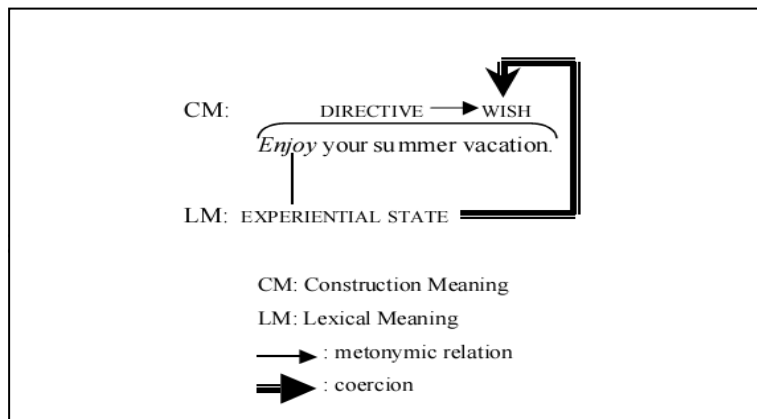 CM: DIRECTIVE WISH
Enjoy your summer vacation.
LM: EXPERIENTIAL STATE
CM: Construction Meaning
LM: Lexical Meaning
: metonymic relation
: coercion